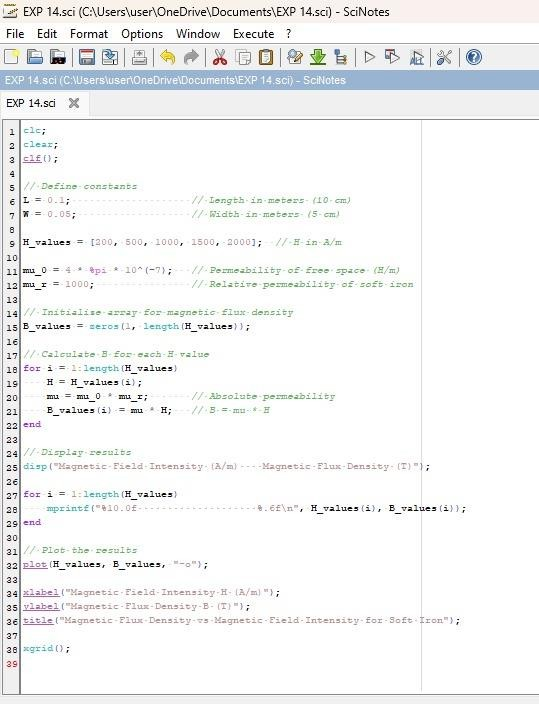 EXP 14.sci (C:\Users\user\OneDrive\Documents\EXP 14.sci) - SciNotes
File Edit Format Options Window Execute ?
EXP 14.sci (C:\Users\user\OneDrive\Documents\EXP 14.sci) - SciNotes
EXP 14.sci
1 clc;
2 clear;
3 clf();
4
5 // Define constants
6 L = 0.1; // Length in meters (10 cm)
7 W = 0.05; // Width in meters (5 cm)
8
9 H_values = [200, 500, 1000, 1500, 2000]; // H in A/m
10
11 mu_0 = 4 * %pi * 10^(-7); // Permeability of free space (H/m)
12 mu_r = 1000; // Relative permeability of soft iron
13
14 // Initialize array for magnetic flux density
15 B_values = zeros(1, length(H_values));
16
17 // Calculate B for each H value
18 for i = 1:length(H_values)
19 H = H_values(i);
20 mu = mu_0 * mu_r; // Absolute permeability
21 B_values(i) = mu * H; // B = mu * H
22 end
23
24 // Display results
25 disp("Magnetic Field Intensity (A/m)    Magnetic Flux Density (T)");
26
27 for i = 1:length(H_values)
28 mprintf("%10.0f                    %.6f\n", H_values(i), B_values(i));
29 end
30
31 // Plot the results
32 plot(H_values, B_values, "-o");
33
34 xlabel("Magnetic Field Intensity H (A/m)");
35 ylabel("Magnetic Flux Density B (T)");
36 title("Magnetic Flux Density vs Magnetic Field Intensity for Soft Iron");
37
38 xgrid();
39